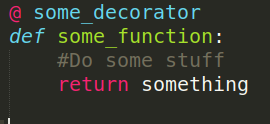 @ some_decorator
def some_function:
    #Do some stuff
    return something